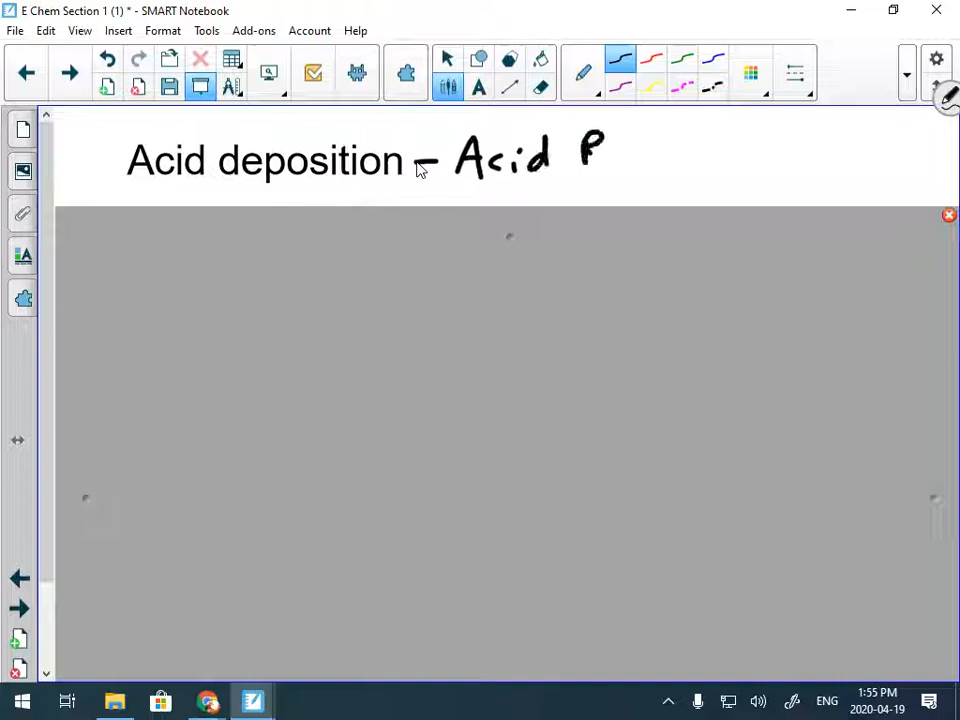 E Chem Section 1 (1) * - SMART Notebook
File Edit View Insert Format Tools Add-ons Account Help
Acid deposition - Acid
ENG
1:55 PM
2020-04-19